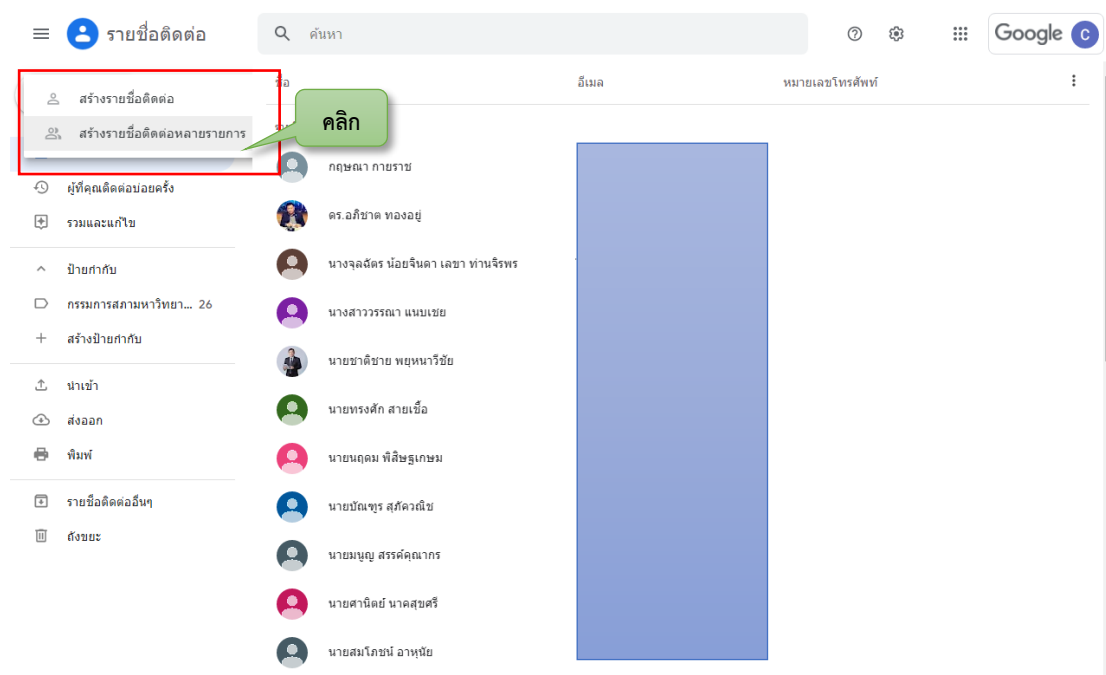 รายชื่อติดต่อ
ค้นหา
Google
C
ชื่อ
อีเมล
หมายเลขโทรศัพท์
สร้างรายชื่อติดต่อ
สร้างรายชื่อติดต่อหลายรายการ
คลิก
ผู้ที่คุณติดต่อบ่อยครั้ง
รวมและแก้ไข
ป้ายกำกับ
กรรมการสภามหาวิทยา... 26
สร้างป้ายกำกับ
นำเข้า
ส่งออก
พิมพ์
รายชื่อติดต่ออื่นๆ
ถังขยะ
กฤษณา กายราช
ดร.อภิชาต ทองอยู่
นางจุลฉัตร น้อยจินดา เลขา ท่านจิรพร
นางสาววรรณา แนบเชย
นายชาติชาย พยุหนาวีชัย
นายทรงศัก สายเชื้อ
นายนฤดม พิสิษฐเกษม
นายบัณฑูร สุภัควณิช
นายมนูญ สรรค์คุณากร
นายศานิตย์ นาคสุขศรี
นายสมโภชน์ อาหุนัย